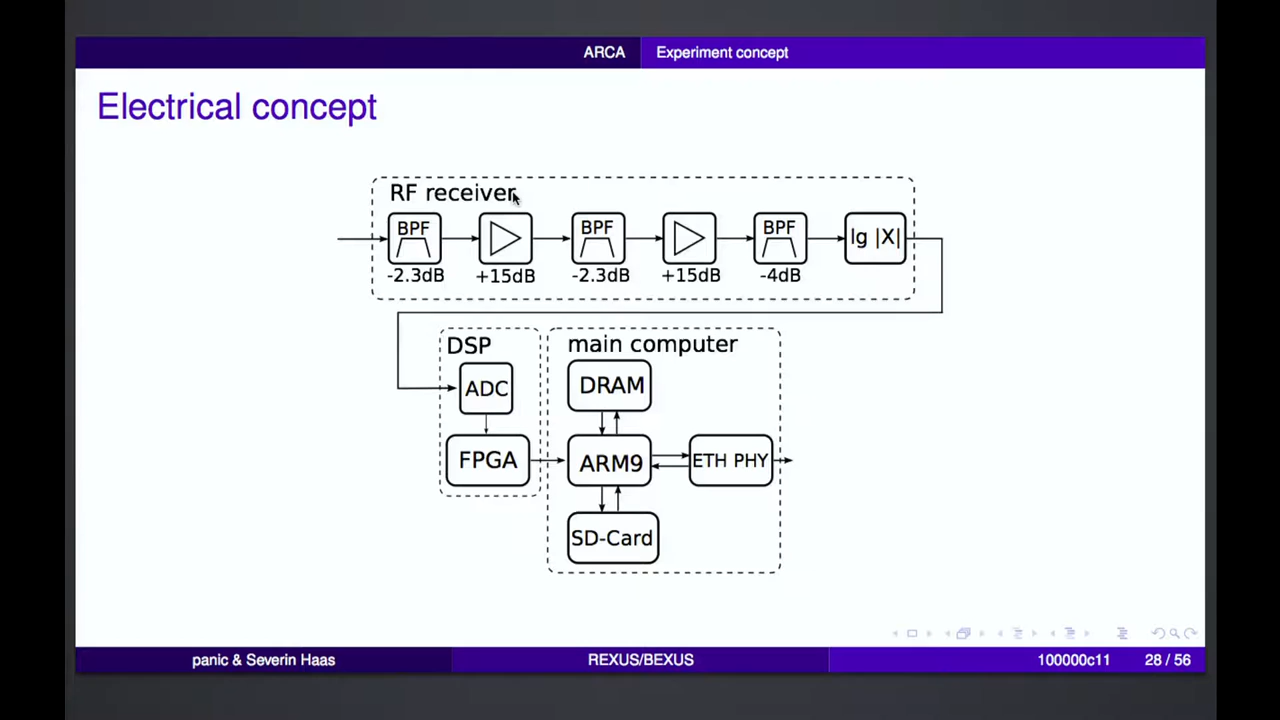 ARCA Experiment concept
Electrical concept
RF receiver
BPF BPF BPF lg |X|
-2.3dB +15dB -2.3dB +15dB -4dB
DSP main computer
ADC DRAM
FPGA ARM9 ETH PHY
SD-Card
panic & Severin Haas REXUS/BEXUS 100000c11 28 / 56